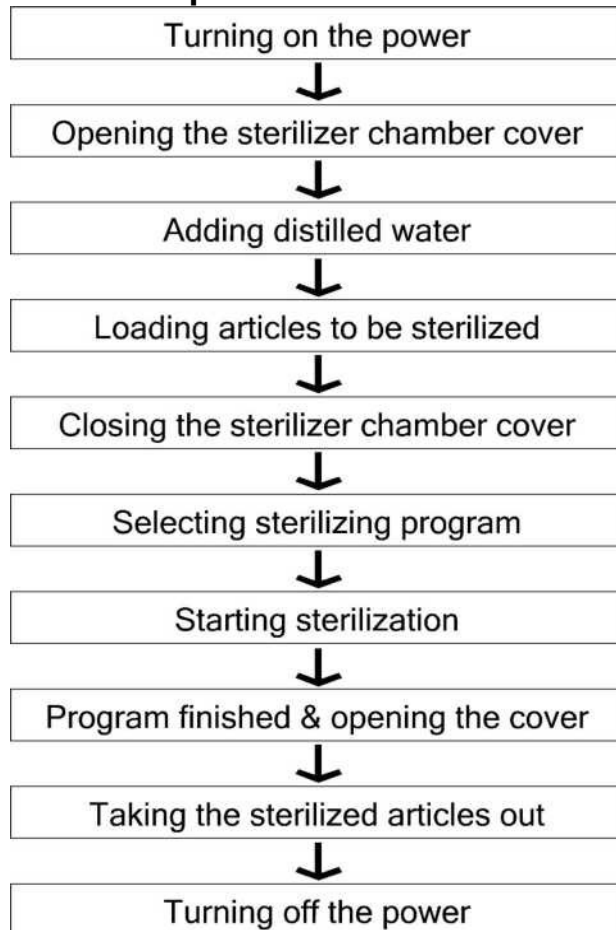 Turning on the power
Opening the sterilizer chamber cover
Adding distilled water
Loading articles to be sterilized
Closing the sterilizer chamber cover
Selecting sterilizing program
Starting sterilization
Program finished & opening the cover
Taking the sterilized articles out
Turning off the power